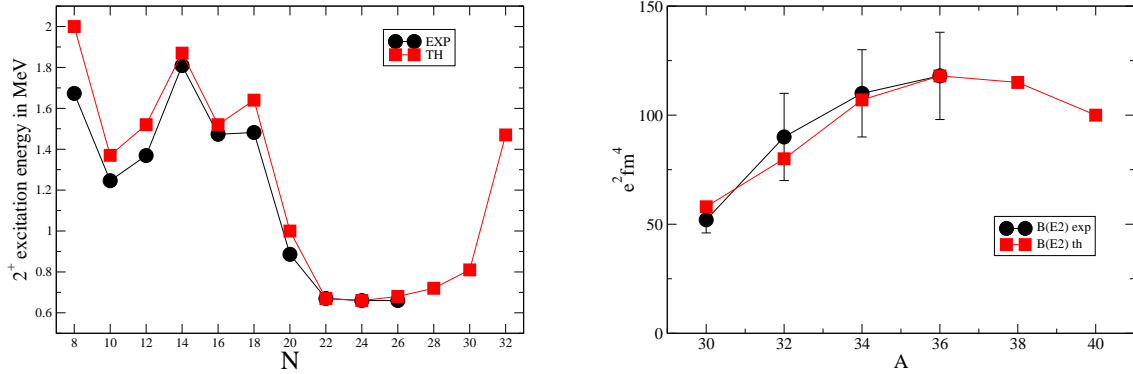 2
1.8
1.6
1.4
1.2
1
0.8
0.6
2⁺ excitation energy in MeV
EXP
TH
8 10 12 14 16 18 20 22 24 26 28 30 32
N
150
100
50
0
e²fm⁴
B(E2) exp
B(E2) th
30 32 34 36 38 40
A